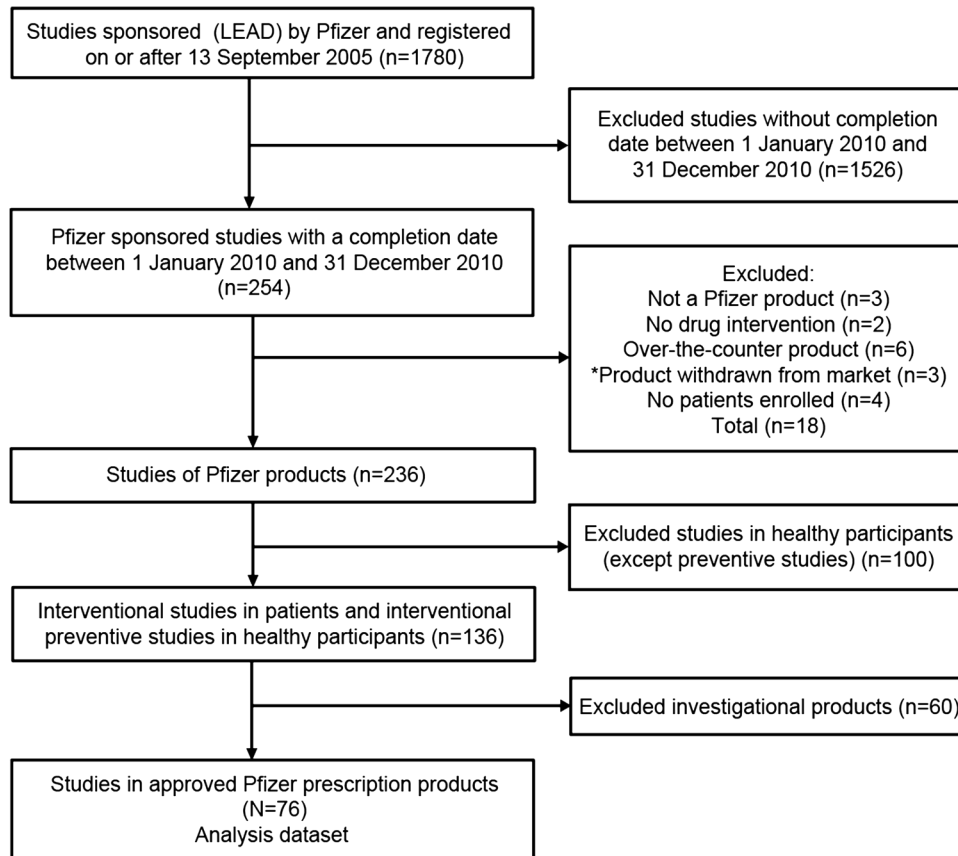 Studies sponsored (LEAD) by Pfizer and registered
on or after 13 September 2005 (n=1780)
Excluded studies without completion
date between 1 January 2010 and
31 December 2010 (n=1526)
Pfizer sponsored studies with a completion date
between 1 January 2010 and 31 December 2010
(n=254)
Excluded:
Not a Pfizer product (n=3)
No drug intervention (n=2)
Over-the-counter product (n=6)
*Product withdrawn from market (n=3)
No patients enrolled (n=4)
Total (n=18)
Studies of Pfizer products (n=236)
Excluded studies in healthy participants
(except preventive studies) (n=100)
Interventional studies in patients and interventional
preventive studies in healthy participants (n=136)
Excluded investigational products (n=60)
Studies in approved Pfizer prescription products
(N=76)
Analysis dataset